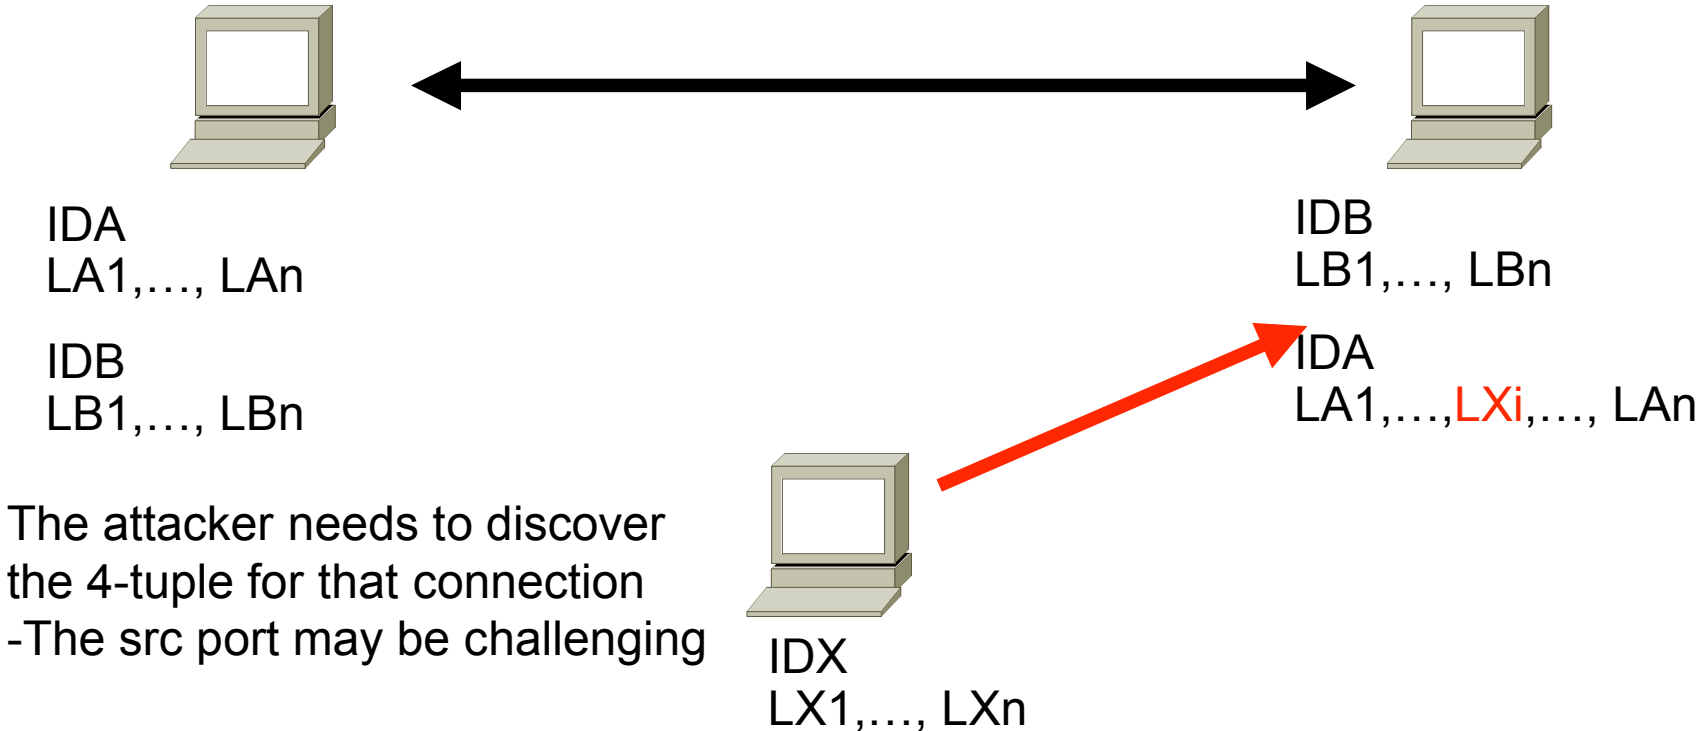 IDA
LA1,…, LAn
IDB
LB1,…, LBn
IDB
LB1,…, LBn
IDA
LA1,…,LXi,…, LAn
The attacker needs to discover
the 4-tuple for that connection
-The src port may be challenging
IDX
LX1,…, LXn